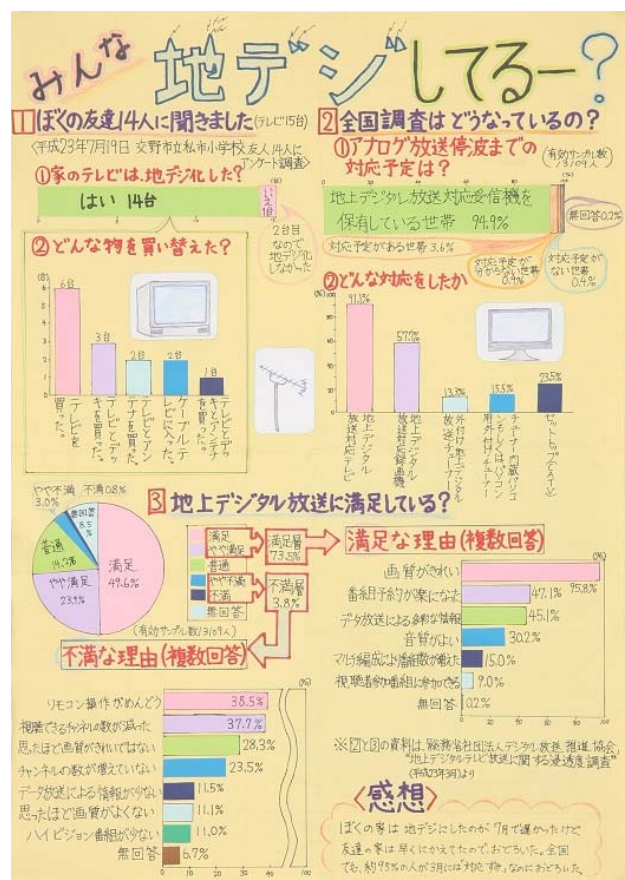 みんな地デジしてるー?
1 ぼくの友達14人に聞きました(テレビ15台)
〈平成23年7月19日 交野市立私市小学校友人14人にアンケート調査〉
①家のテレビは、地デジ化した?
はい 14台
いいえ 1台
2台目なので地デジ化しなかった
②どんな物を買い替えた?
(台)
6台
3台
2台
2台
1台
テレビを買った。
テレビとデッキを買った。
テレビとアンテナを買った。
ケーブルテレビに入った。
テレビとデッキとアンテナを買った。
2 全国調査はどうなっているの?
①アナログ放送停波までの対応予定は?
(有効サンプル数13109人)
(%)
地上デジタル放送対応受信機を保有している世帯 94.9%
無回答0.2%
対応予定がある世帯 3.6%
対応予定が分からない世帯 0.9%
対応予定がない世帯 0.4%
②どんな対応をしたか
(%)
91.1%
57.7%
13.3%
15.5%
23.5%
地上デジタル放送対応テレビ
地上デジタル放送対応録画機
外付け地上デジタル放送チューナー
チューナー内蔵パソコンもしくはパソコン用外付けチューナー
セットトップ
3 地上デジタル放送に満足している?
やや不満 3.0%
不満 0.8%
無回答 8.5%
普通 14.2%
やや満足 23.9%
満足 49.6%
満足
やや満足
普通
やや不満
不満
無回答
満足層 73.5%
不満層 3.8%
(有効サンプル数13109人)
満足な理由(複数回答)
(%)
画質がきれい 95.8%
番組予約が楽になった 47.1%
データ放送による多彩な情報 45.1%
音質がよい 30.2%
マルチ編成により番組数が増えた 15.0%
視聴者参加番組に参加できる 9.0%
無回答 0.2%
不満な理由(複数回答)
(%)
リモコン操作がめんどう 38.5%
視聴できるチャンネルの数が減った 37.7%
思ったほど画質がきれいではない 28.3%
チャンネルの数が増えていない 23.5%
データ放送による情報が少ない 11.5%
思ったほど画質がよくない 11.1%
ハイビジョン番組が少ない 11.0%
無回答 6.7%
※2と3の資料は、総務省社団法人デジタル放送推進協会、
"地上デジタルテレビ放送に関する浸透度調査"
(平成23年3月)より
〈感想〉
ぼくの家は地デジにしたのが7月で遅かったけど
友達の家は早くにかえてたので、おどろいた。全国
でも、約95%の人が3月には"対応ずみ"なのにおどろいた。